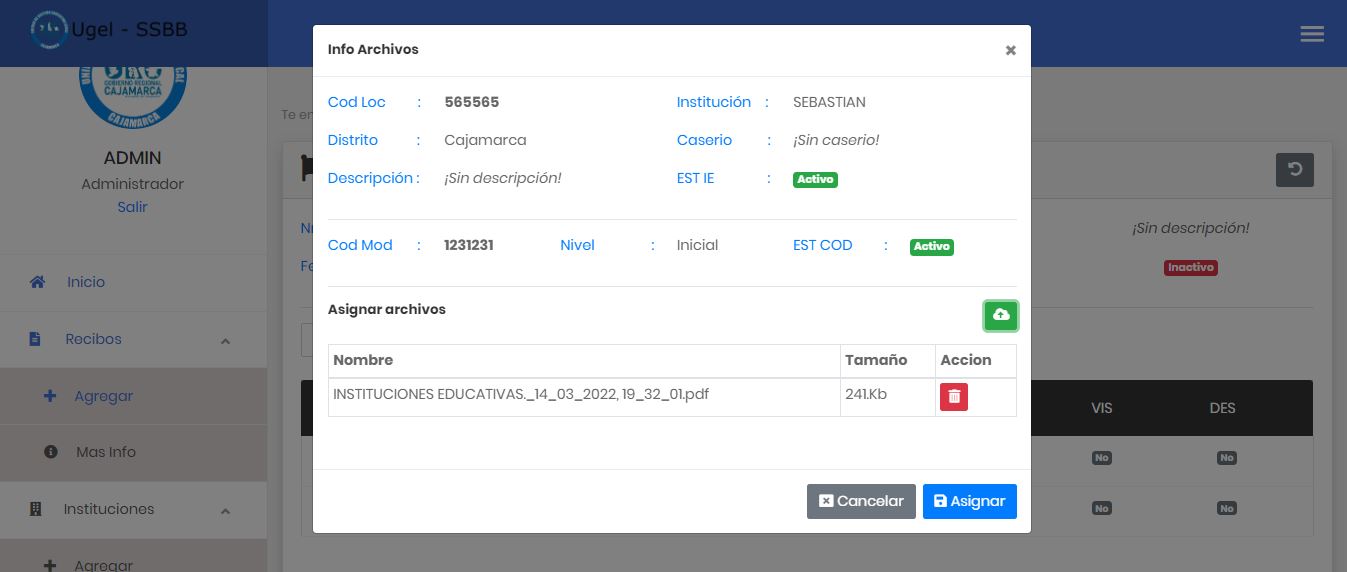 Ugel - SSBB
GOBIERNO REGIONAL
CAJAMARCA
CAJAMARCA
ADMIN
Administrador
Salir
Inicio
Recibos
Agregar
Mas Info
Instituciones
Agregar
Te en
Info Archivos ×
Cod Loc : 565565 Institución : SEBASTIAN
Distrito : Cajamarca Caserio : ¡Sin caserio!
Descripción : ¡Sin descripción! EST IE : Activo
Cod Mod : 1231231 Nivel : Inicial EST COD : Activo
Asignar archivos
Nombre Tamaño Accion
INSTITUCIONES EDUCATIVAS._14_03_2022, 19_32_01.pdf 241.Kb
Cancelar Asignar
¡Sin descripción!
Fe Inactivo
VIS DES
No No
No No